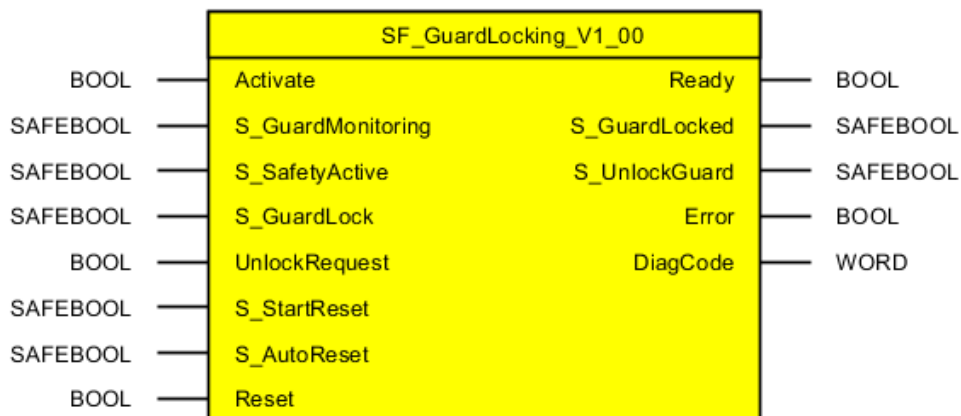 SF_GuardLocking_V1_00
BOOL Activate Ready BOOL
SAFEBOOL S_GuardMonitoring S_GuardLocked SAFEBOOL
SAFEBOOL S_SafetyActive S_UnlockGuard SAFEBOOL
SAFEBOOL S_GuardLock Error BOOL
BOOL UnlockRequest DiagCode WORD
SAFEBOOL S_StartReset
SAFEBOOL S_AutoReset
BOOL Reset